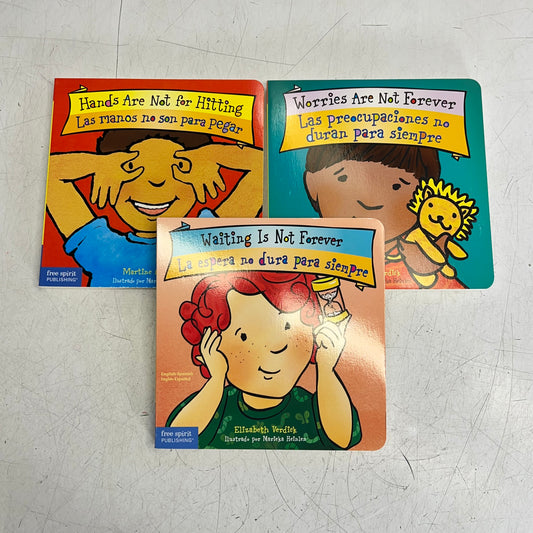 Hands Are Not for Hitting
Las manos no son para pegar
free spirit
PUBLISHING®
Martine
Ilustrado por
Worries Are Not Forever
Las preocupaciones no
duran para siempre
Verdick
Heinlen
Waiting Is Not Forever
La espera no dura para siempre
English-Spanish
Inglés-Español
free spirit
PUBLISHING®
Elizabeth Verdick
Ilustrado por Marieka Heinlen